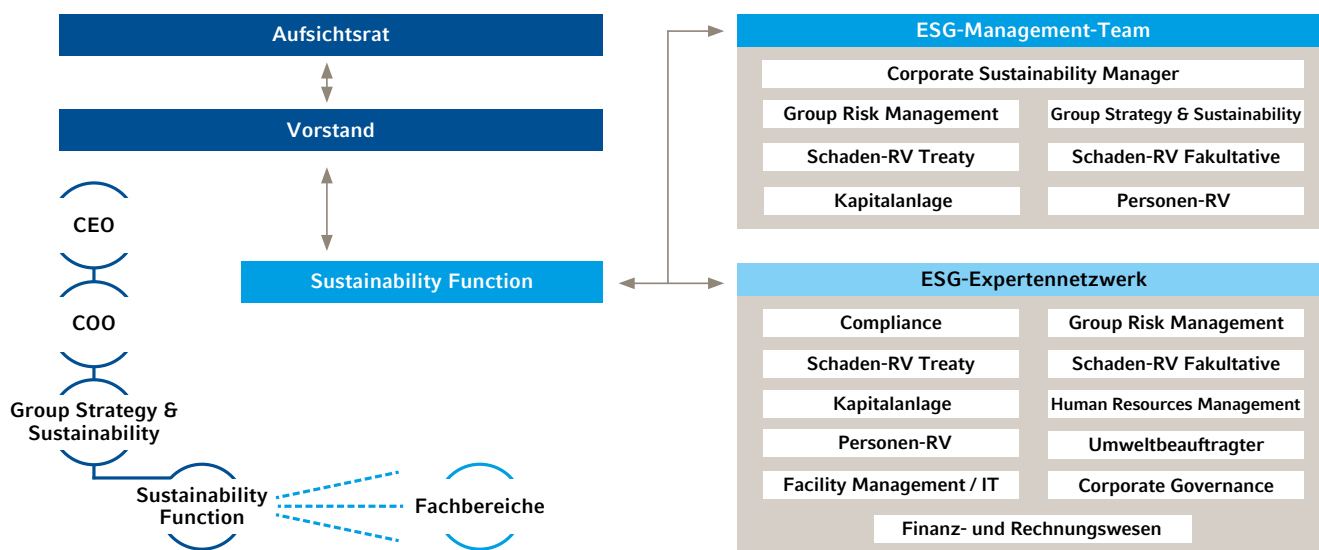 Aufsichtsrat
Vorstand
CEO
COO
Group Strategy &
Sustainability
Sustainability
Function
Fachbereiche
Sustainability Function
ESG-Management-Team
Corporate Sustainability Manager
Group Risk Management
Group Strategy & Sustainability
Schaden-RV Treaty
Schaden-RV Fakultative
Kapitalanlage
Personen-RV
ESG-Expertennetzwerk
Compliance
Group Risk Management
Schaden-RV Treaty
Schaden-RV Fakultative
Kapitalanlage
Human Resources Management
Personen-RV
Umweltbeauftragter
Facility Management / IT
Corporate Governance
Finanz- und Rechnungswesen